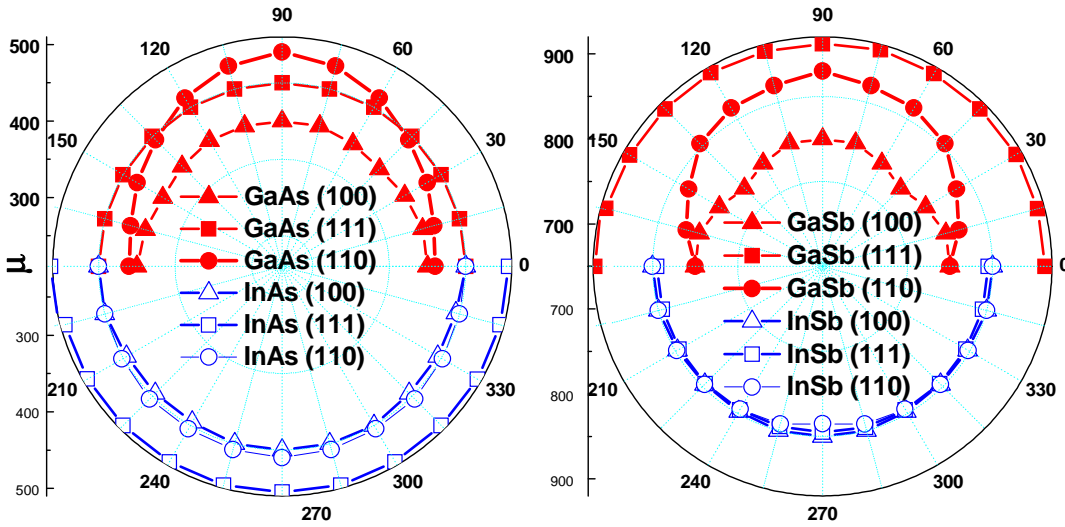 90
120
60
150
30
0
210
330
240
300
270
500
400
300
μ
300
400
500
GaAs (100)
GaAs (111)
GaAs (110)
InAs (100)
InAs (111)
InAs (110)
90
120
60
150
30
0
210
330
240
300
270
900
800
700
700
800
900
GaSb (100)
GaSb (111)
GaSb (110)
InSb (100)
InSb (111)
InSb (110)